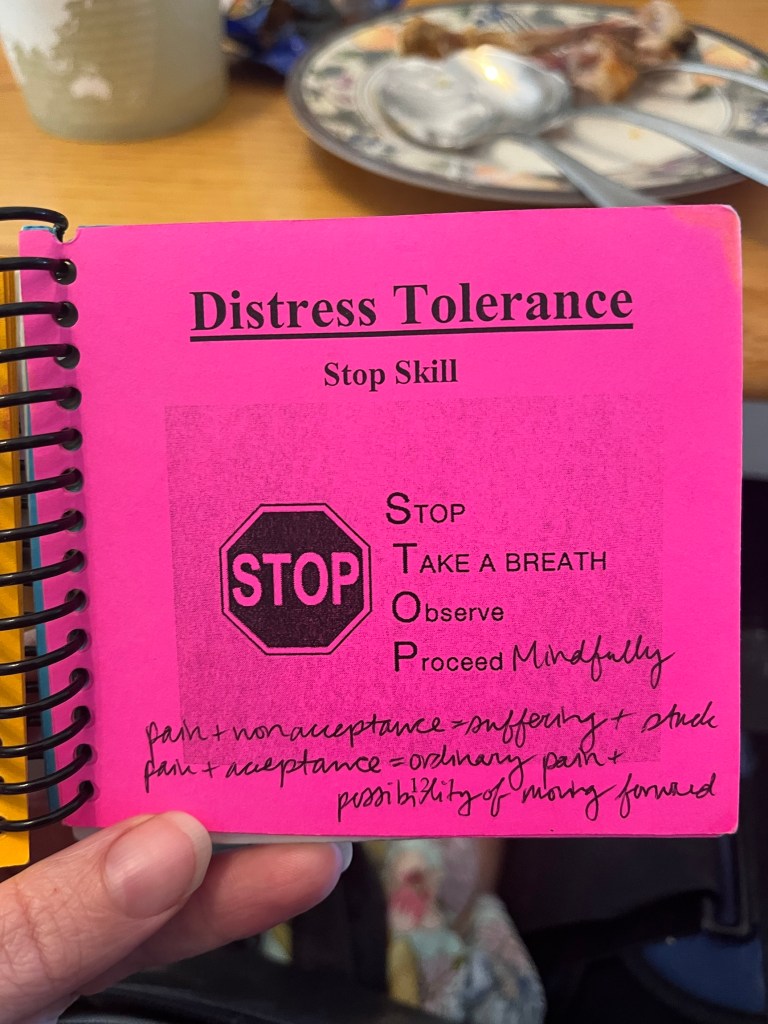 Distress Tolerance
Stop Skill
STOP
STOP
TAKE A BREATH
Observe
Proceed Mindfully
pain + nonacceptance = suffering + stuck
pain + acceptance = ordinary pain +
possibility of moving forward
13